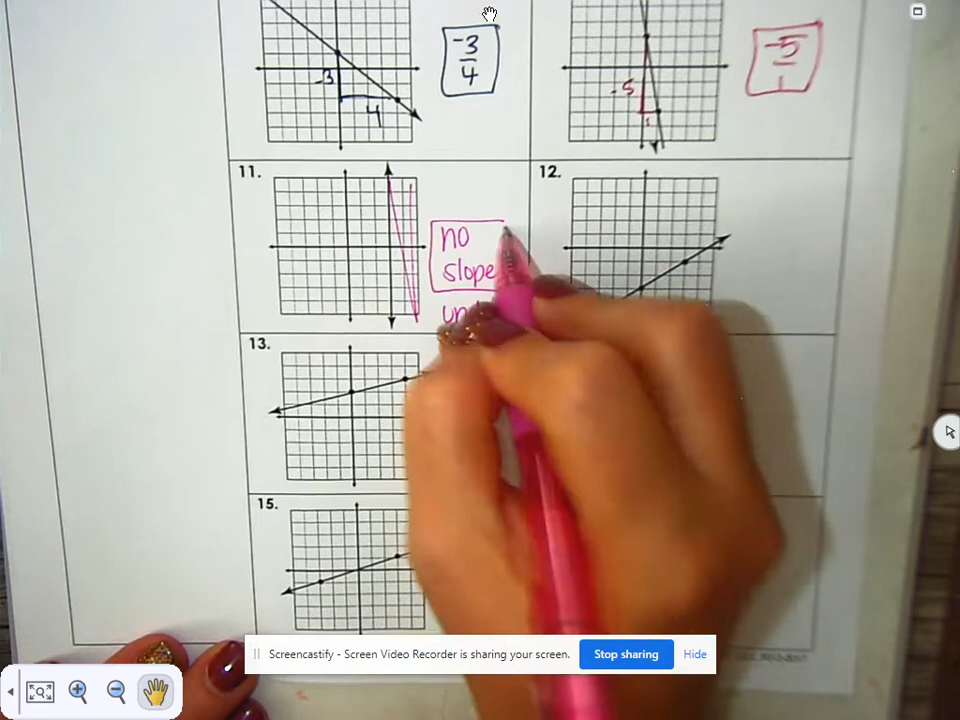 -3
4
-3
4
-5
1
-5
1
11.
no
slope
12.
13.
15.
Screencastify - Screen Video Recorder is sharing your screen.
Stop sharing
Hide